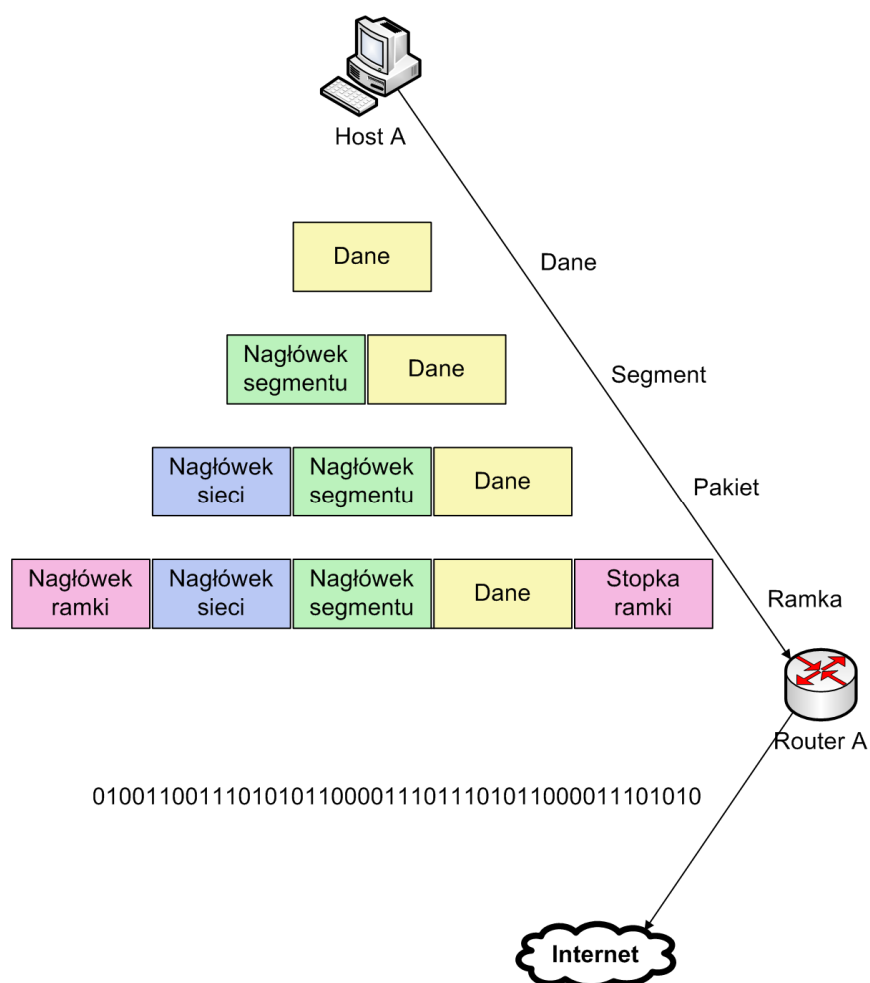 Host A
Dane
Dane
Nagłówek
segmentu
Dane
Segment
Nagłówek
sieci
Nagłówek
segmentu
Dane
Pakiet
Nagłówek
ramki
Nagłówek
sieci
Nagłówek
segmentu
Dane
Stopka
ramki
Ramka
Router A
0100110011101010110000111011101011000011101010
Internet